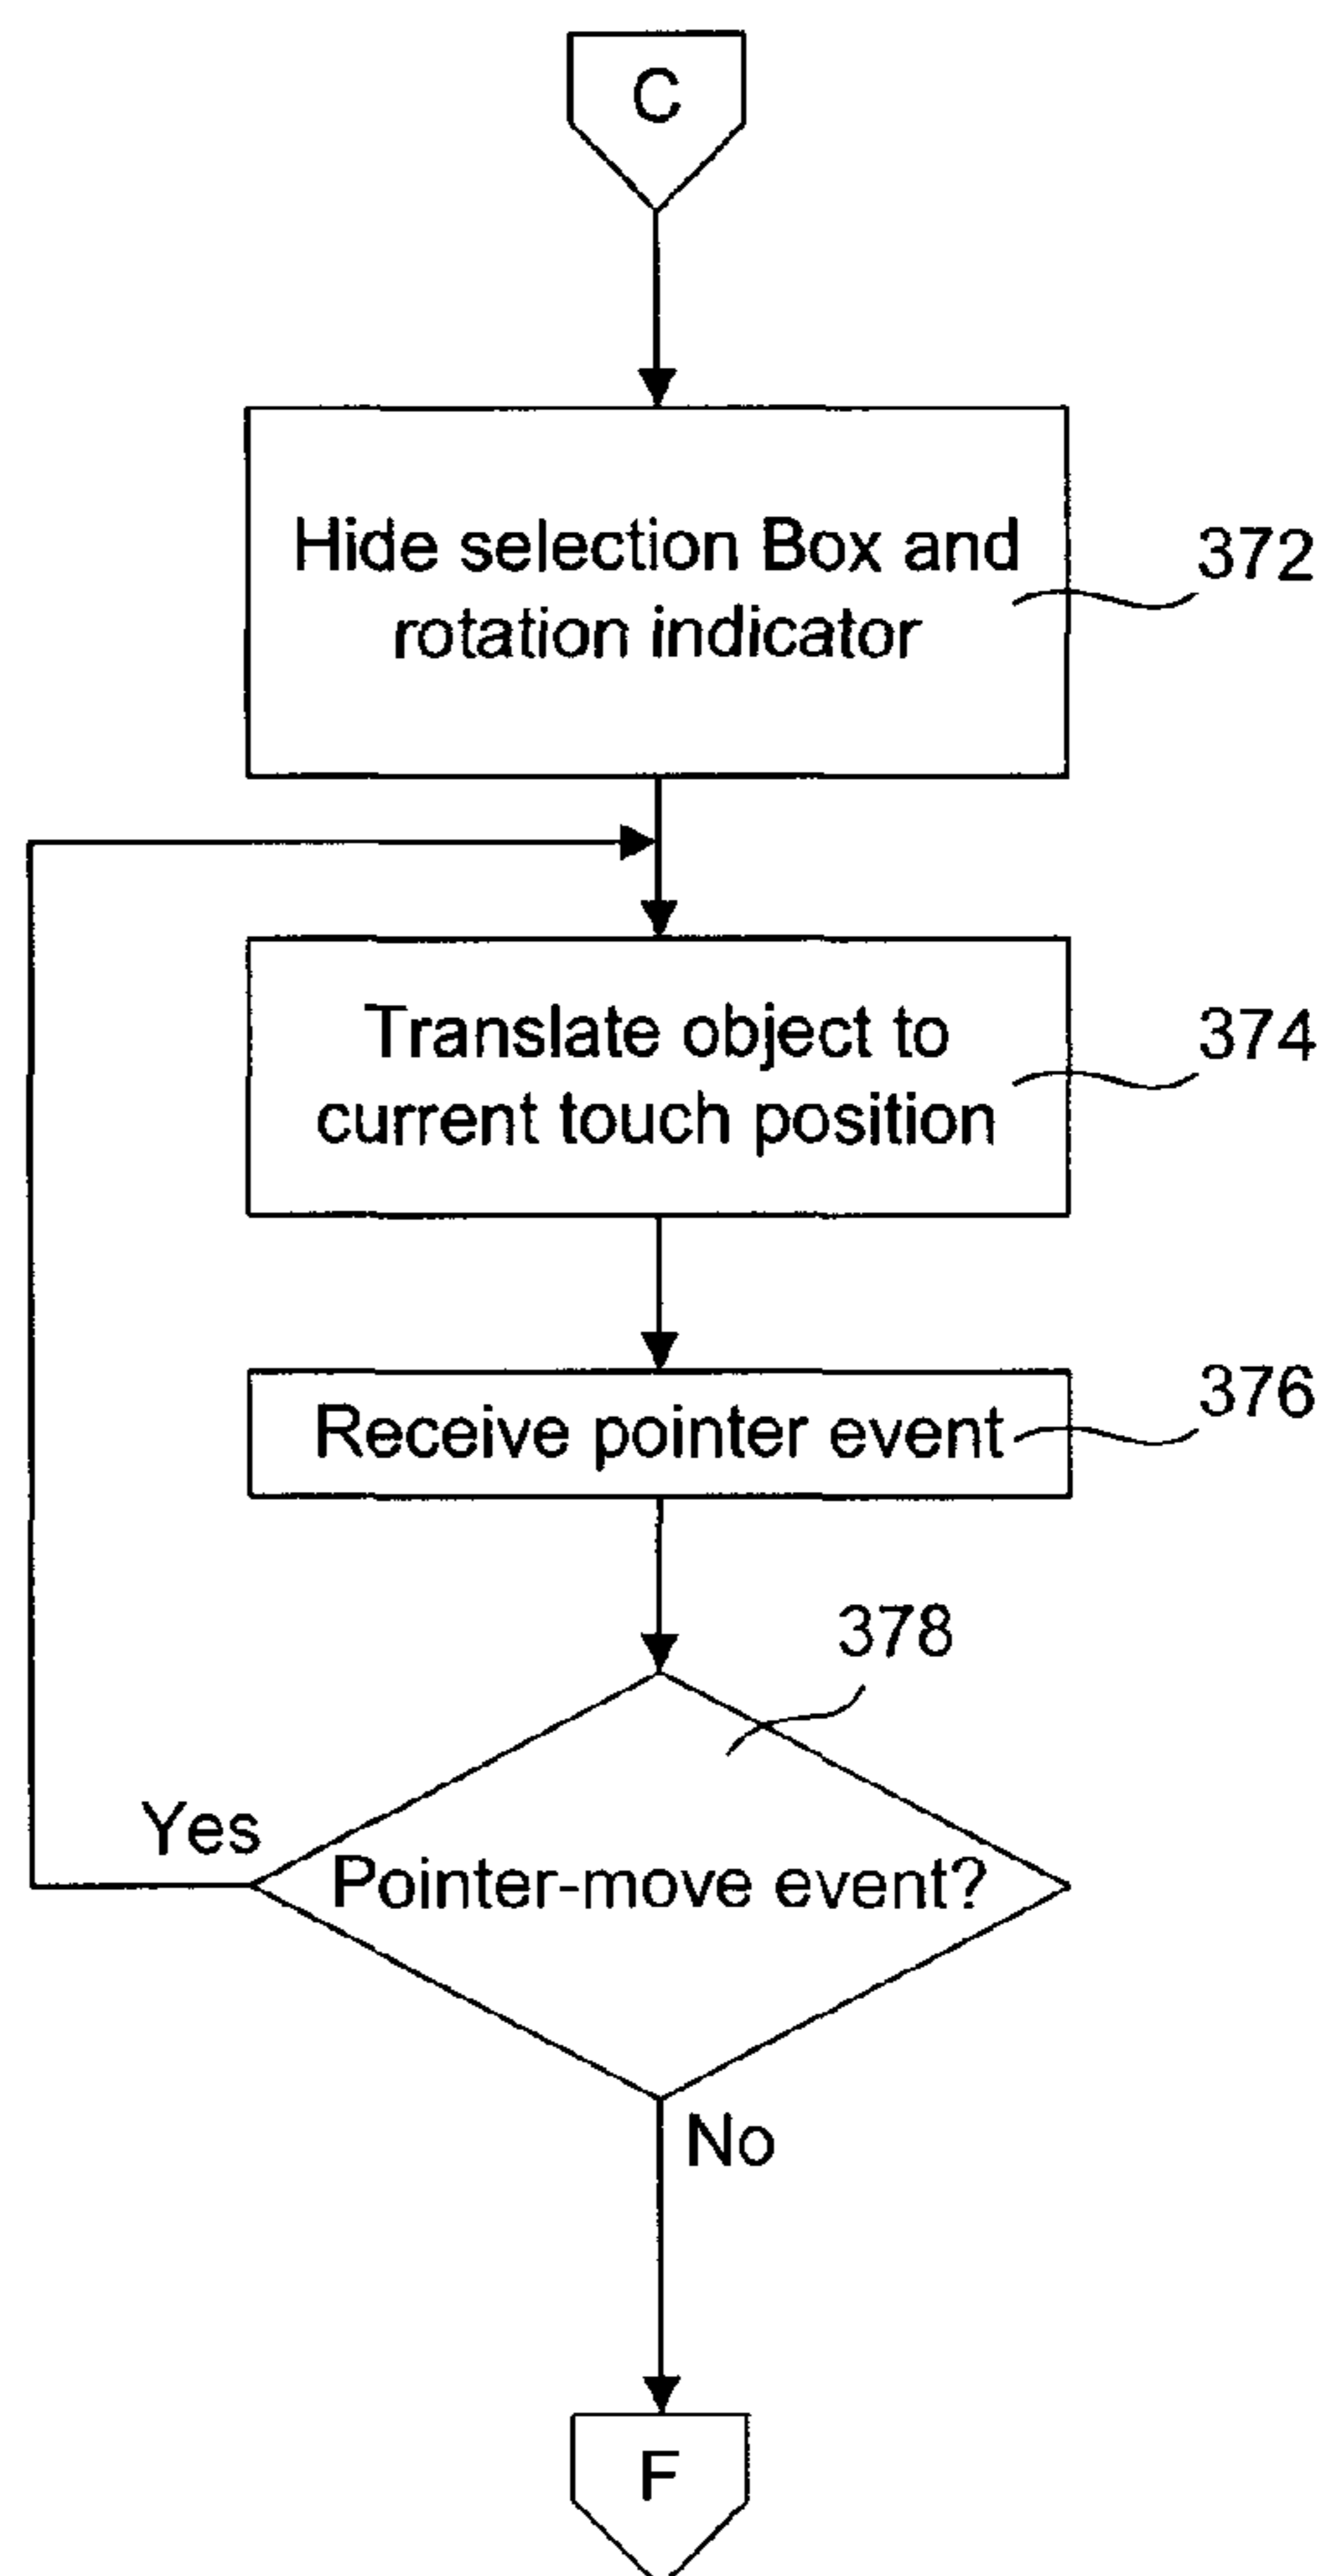 C
Hide selection Box and
rotation indicator
372
Translate object to
current touch position
374
Receive pointer event
376
378
Yes
Pointer-move event?
No
F